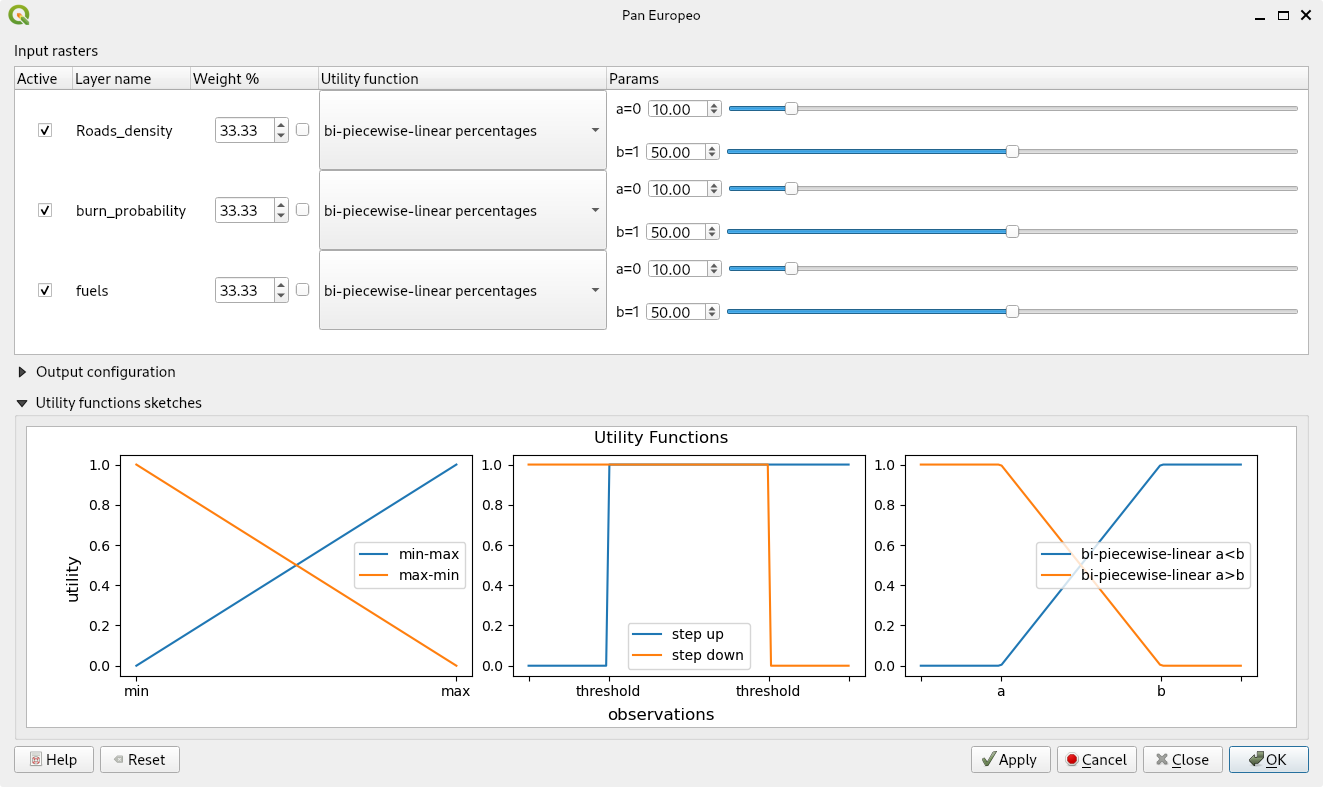 Pan Europeo
Input rasters
Active Layer name Weight % Utility function Params
Roads_density 33.33 bi-piecewise-linear percentages a=0 10.00
b=1 50.00
burn_probability 33.33 bi-piecewise-linear percentages a=0 10.00
b=1 50.00
fuels 33.33 bi-piecewise-linear percentages a=0 10.00
b=1 50.00
Output configuration
Utility functions sketches
Utility Functions
utility
1.0
0.8
0.6
0.4
0.2
0.0
min-max
max-min
min max
1.0
0.8
0.6
0.4
0.2
0.0
step up
step down
threshold threshold
observations
1.0
0.8
0.6
0.4
0.2
0.0
bi-piecewise-linear a<b
bi-piecewise-linear a>b
a b
Help Reset Apply Cancel Close OK